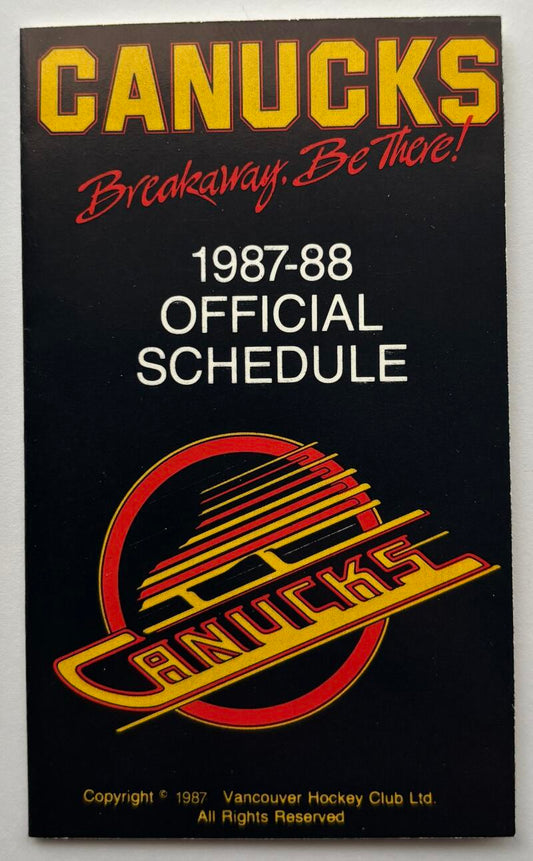 CANUCKS
Breakaway. Be There!
1987-88
OFFICIAL
SCHEDULE
CANUCKS
Copyright © 1987 Vancouver Hockey Club Ltd.
All Rights Reserved